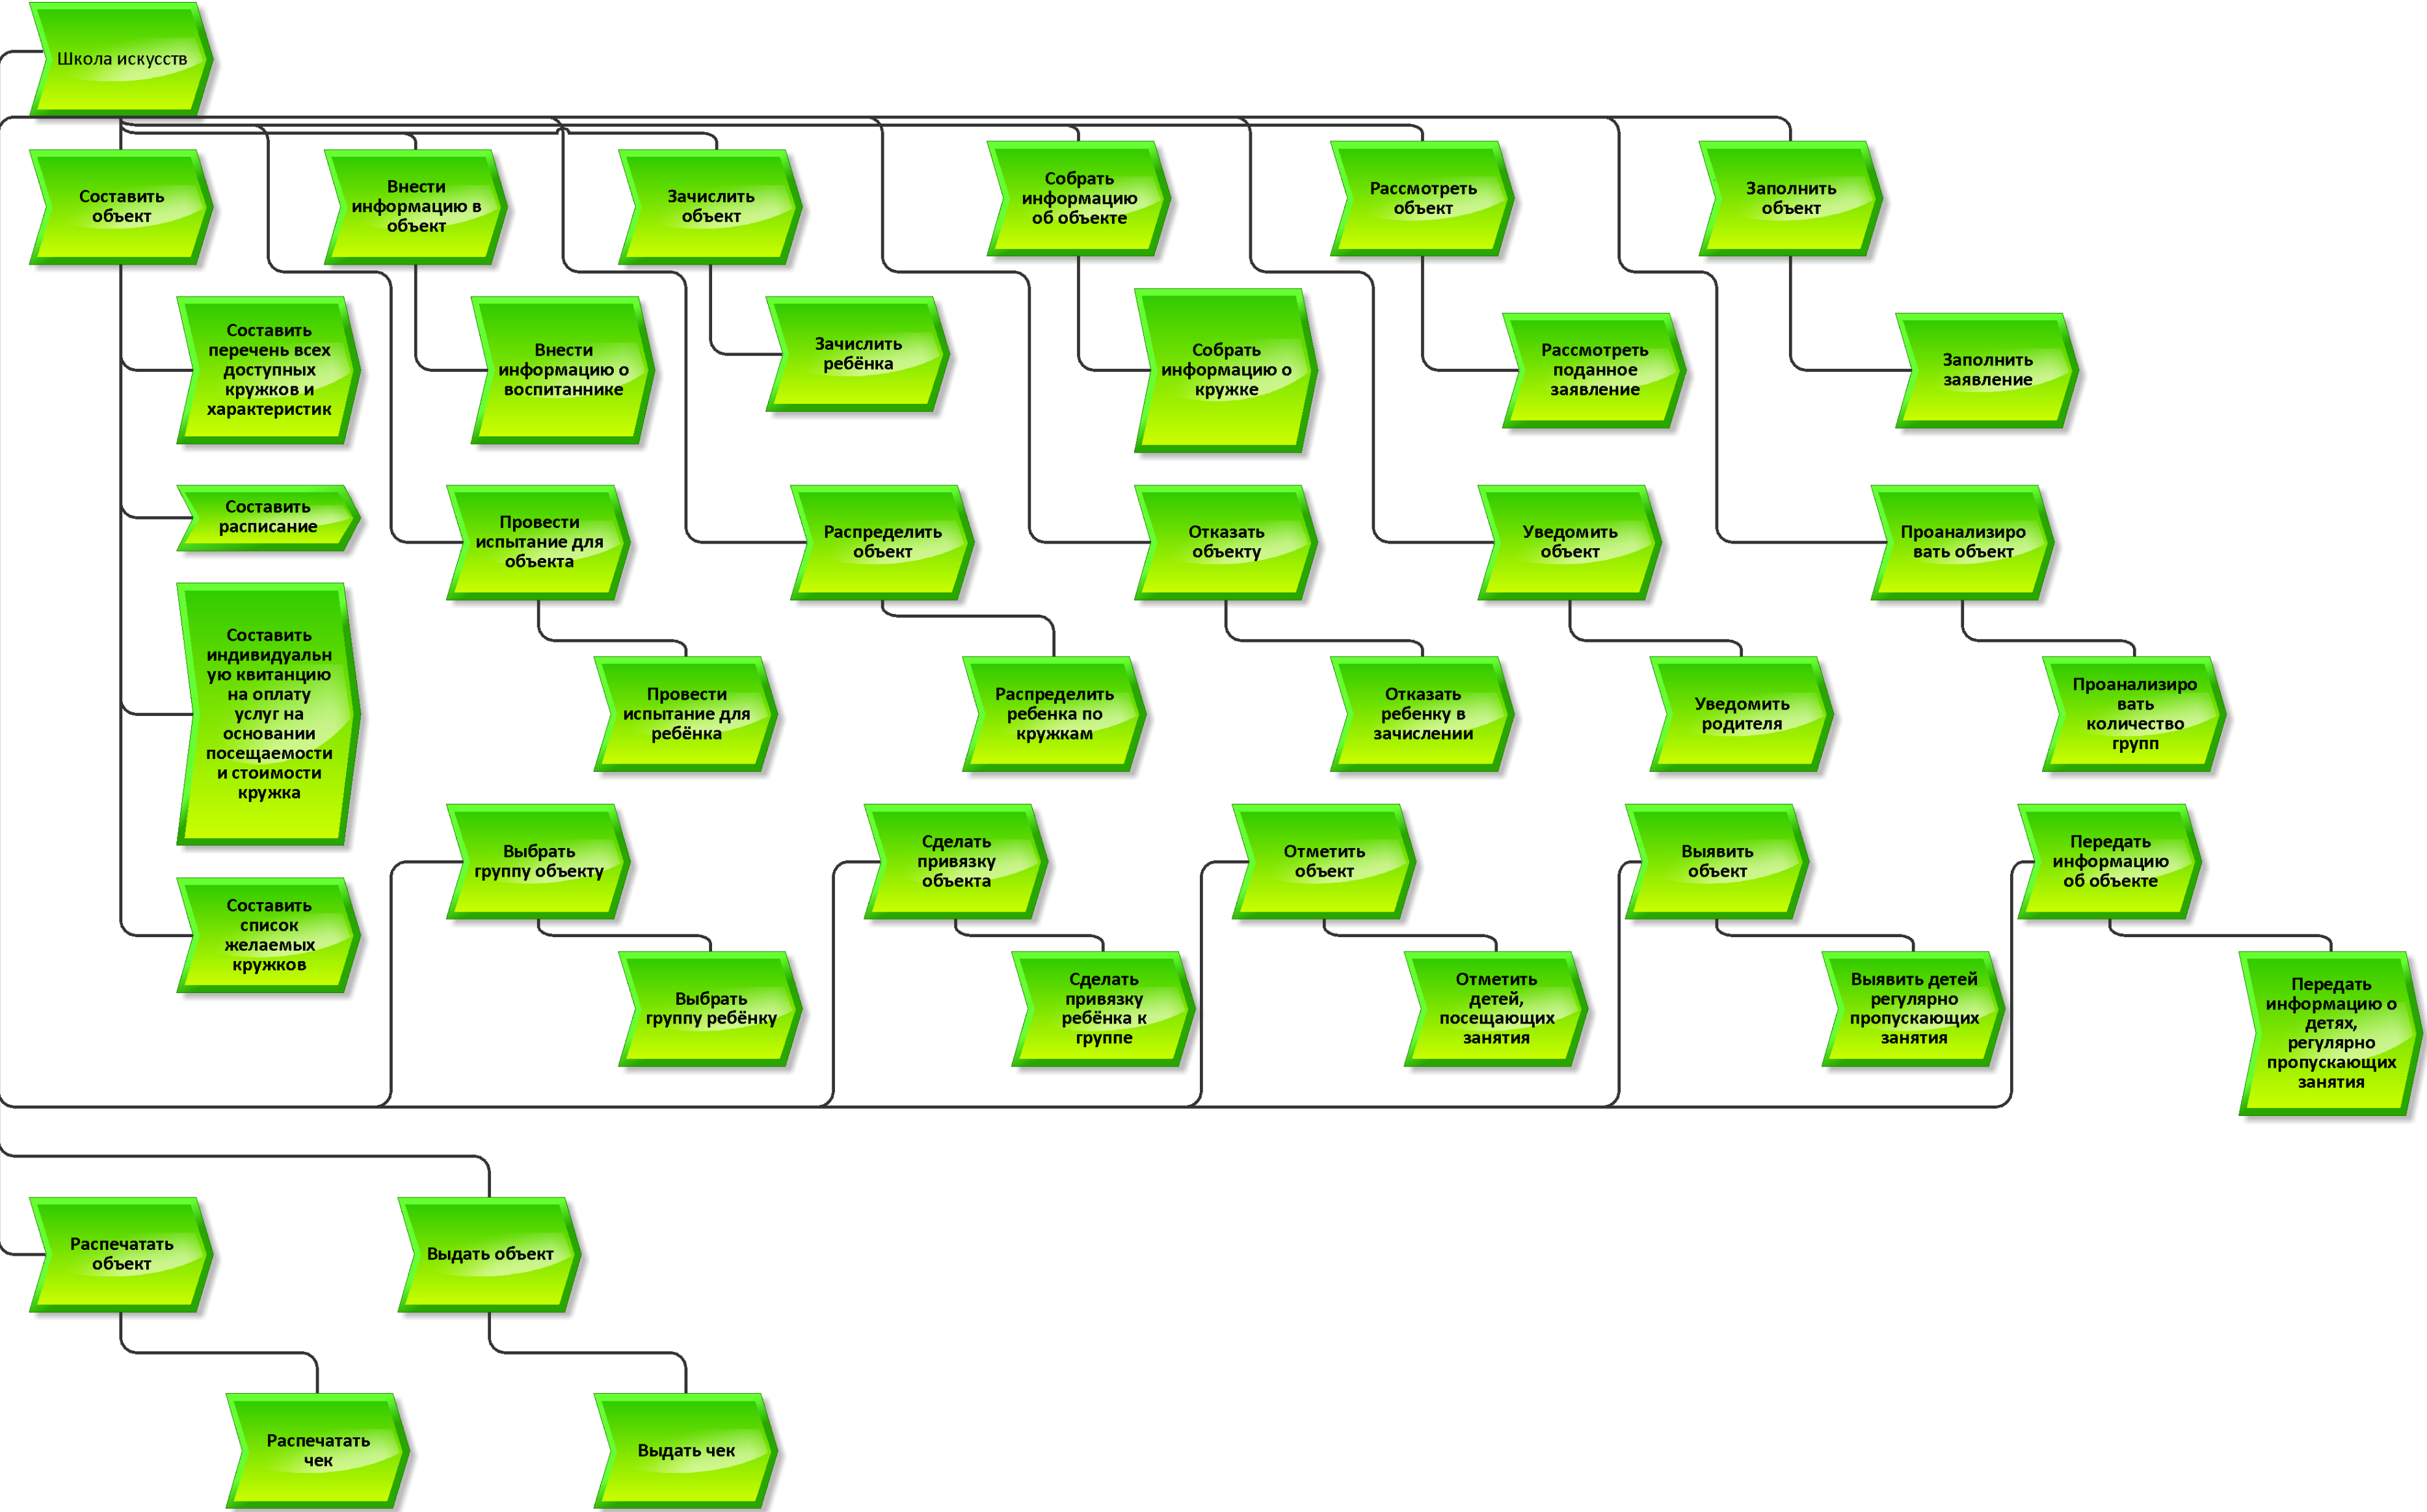 Школа искусств
Составить
объект
Внести
информацию в
объект
Зачислить
объект
Собрать
информацию
об объекте
Рассмотреть
объект
Заполнить
объект
Составить
перечень всех
доступных
кружков и
характеристик
Внести
информацию о
воспитаннике
Зачислить
ребёнка
Собрать
информацию о
кружке
Рассмотреть
поданное
заявление
Заполнить
заявление
Составить
расписание
Провести
испытание для
объекта
Распределить
объект
Отказать
объекту
Уведомить
объект
Проанализиро
вать объект
Составить
индивидуальн
ую квитанцию
на оплату
услуг на
основании
посещаемости
и стоимости
кружка
Провести
испытание для
ребёнка
Распределить
ребенка по
кружкам
Отказать
ребенку в
зачислении
Уведомить
родителя
Проанализиро
вать
количество
групп
Составить
список
желаемых
кружков
Выбрать
группу объекту
Сделать
привязку
объекта
Отметить
объект
Выявить
объект
Передать
информацию
об объекте
Выбрать
группу ребёнку
Сделать
привязку
ребёнка к
группе
Отметить
детей,
посещающих
занятия
Выявить детей
регулярно
пропускающих
занятия
Передать
информацию о
детях,
регулярно
пропускающих
занятия
Распечатать
объект
Выдать объект
Распечатать
чек
Выдать чек